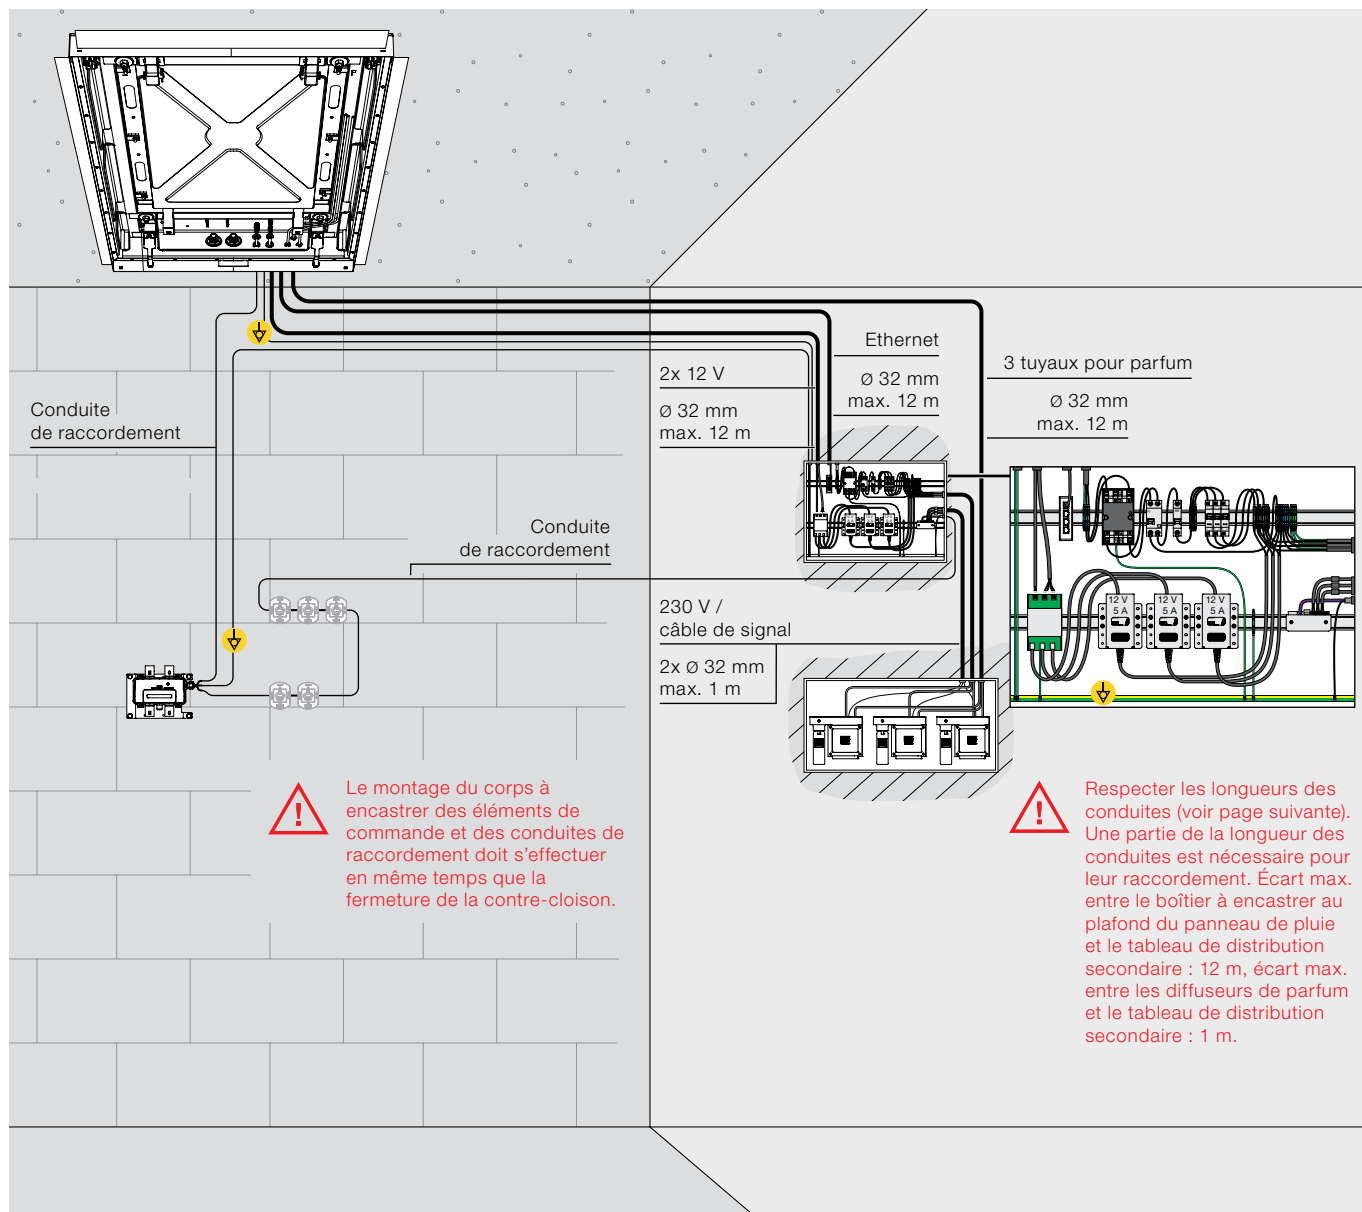 Ethernet
Ø 32 mm
max. 12 m
3 tuyaux pour parfum
Ø 32 mm
max. 12 m
2x 12 V
Ø 32 mm
max. 12 m
Conduite
de raccordement
Conduite
de raccordement
230 V /
câble de signal
2x Ø 32 mm
max. 1 m
12 V
5 A
12 V
5 A
12 V
5 A
Le montage du corps à
encastrer des éléments de
commande et des conduites de
raccordement doit s’effectuer
en même temps que la
fermeture de la contre-cloison.
Respecter les longueurs des
conduites (voir page suivante).
Une partie de la longueur des
conduites est nécessaire pour
leur raccordement. Écart max.
entre le boîtier à encastrer au
plafond du panneau de pluie
et le tableau de distribution
secondaire : 12 m, écart max.
entre les diffuseurs de parfum
et le tableau de distribution
secondaire : 1 m.